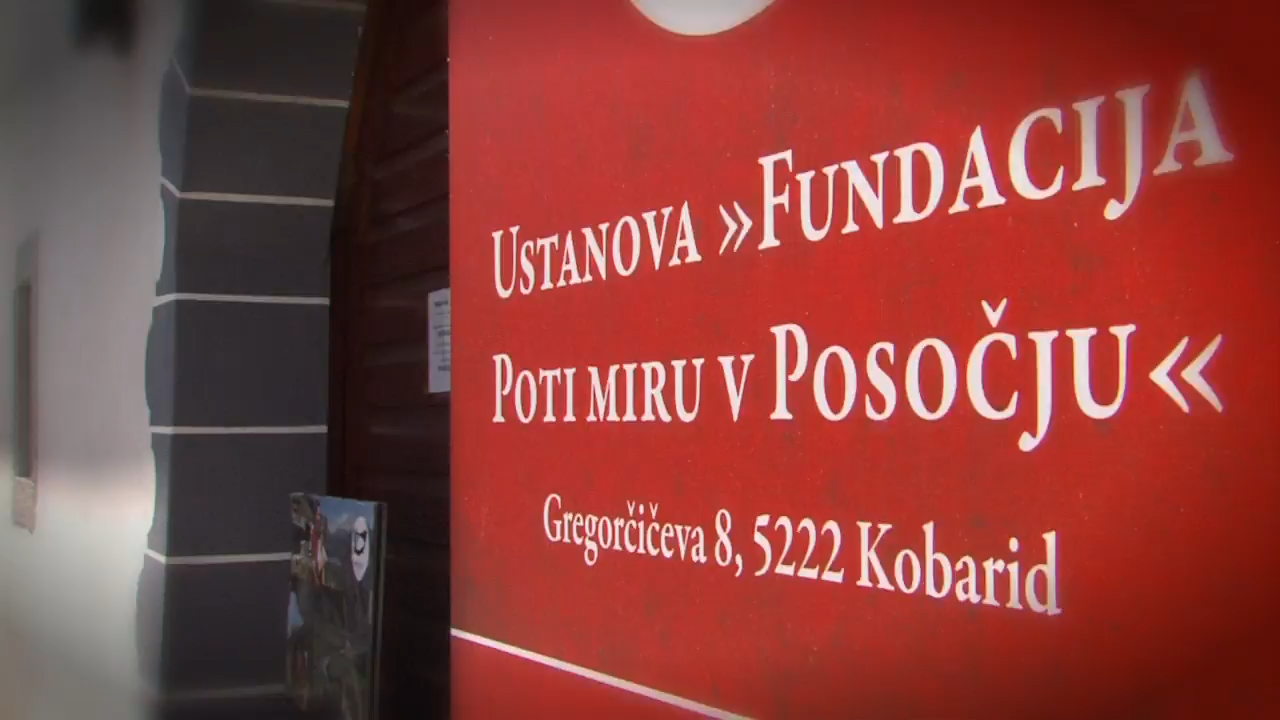 Ustanova »Fundacija
poti miru v Posočju«
Gregorčičeva 8, 5222 Kobarid